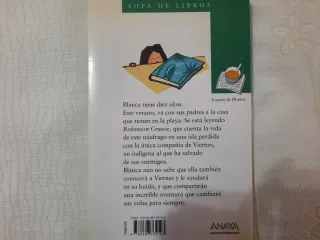 SOPA DE LIBROS
A partir de 10 años
Blanca tiene diez años.
Este verano, va con sus padres a la casa
que tienen en la playa. Se está leyendo
Robinson Crusoe, que cuenta la vida
de este náufrago en una isla perdida
con la única compañía de Viernes,
un indígena al que ha salvado
de sus enemigos.
Blanca aún no sabe que ella también
conocerá a Viernes y le ayudará
en su huida, y que compartirán
una increíble aventura que cambiará
sus vidas para siempre.
ANAYA